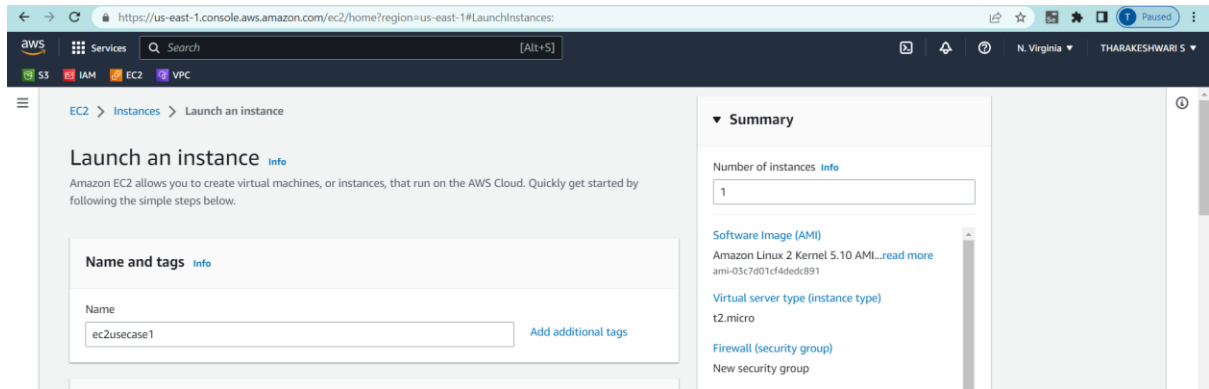 https://us-east-1.console.aws.amazon.com/ec2/home?region=us-east-1#LaunchInstances:
T Paused
aws Services Search [Alt+S] N. Virginia ▼ THARAKESHWARI S ▼
S3 IAM EC2 VPC
EC2 > Instances > Launch an instance
Launch an instance Info
Amazon EC2 allows you to create virtual machines, or instances, that run on the AWS Cloud. Quickly get started by
following the simple steps below.
Name and tags Info
Name
ec2usecase1 Add additional tags
▼ Summary
Number of instances Info
1
Software Image (AMI)
Amazon Linux 2 Kernel 5.10 AMI...read more
ami-03c7d01cf4dedc891
Virtual server type (instance type)
t2.micro
Firewall (security group)
New security group